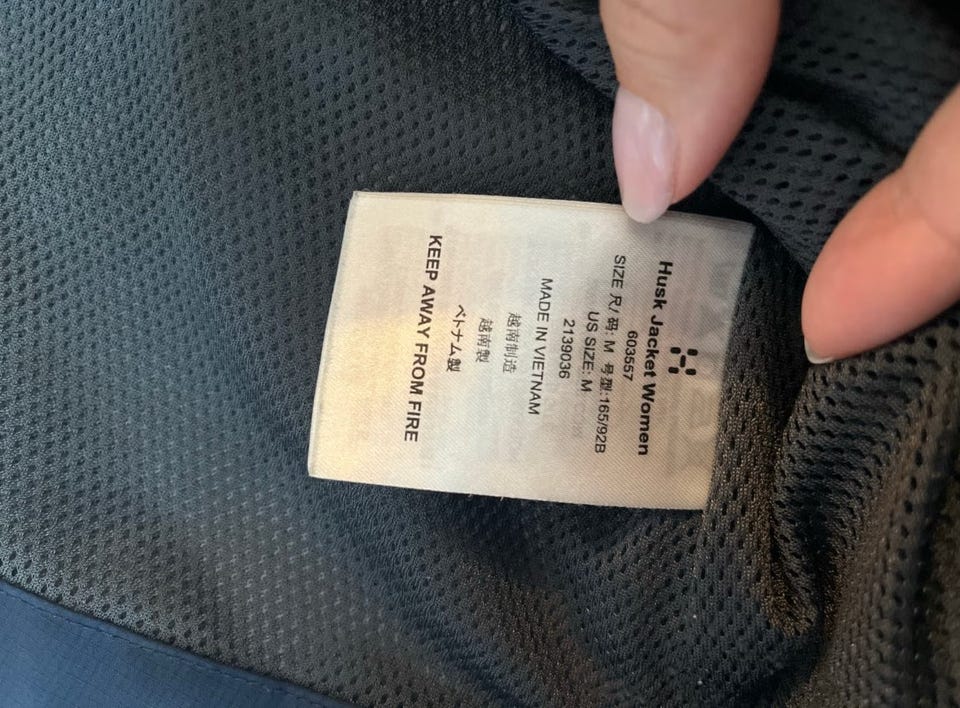 Husk Jacket Women
603557
SIZE 尺/ 码: M 号型:165/92B
US SIZE: M
2139036
MADE IN VIETNAM
越南制造
越南製
ベトナム製
KEEP AWAY FROM FIRE